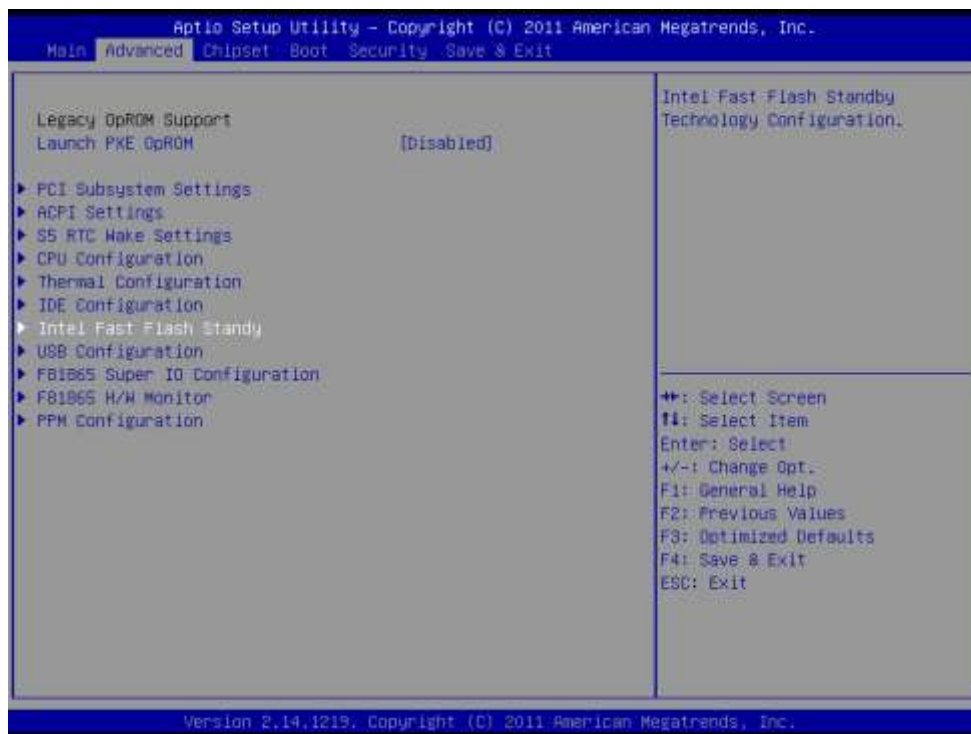 Aptio Setup Utility – Copyright (C) 2011 American Megatrends, Inc.
Main Advanced Chipset Boot Security Save & Exit
Legacy OpROM Support
Launch PXE OpROM [Disabled]
PCI Subsystem Settings
ACPI Settings
S5 RTC Wake Settings
CPU Configuration
Thermal Configuration
IDE Configuration
Intel Fast Flash Standy
USB Configuration
F81865 Super IO Configuration
F81865 H/W Monitor
PPM Configuration
Intel Fast Flash Standby
Technology Configuration.
→←: Select Screen
↑↓: Select Item
Enter: Select
+/-: Change Opt.
F1: General Help
F2: Previous Values
F3: Optimized Defaults
F4: Save & Exit
ESC: Exit
Version 2.14.1219. Copyright (C) 2011 American Megatrends, Inc.